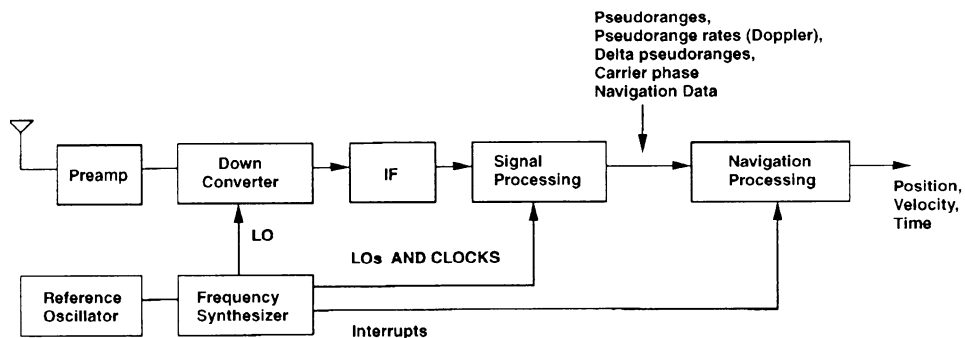 Pseudoranges,
Pseudorange rates (Doppler),
Delta pseudoranges,
Carrier phase
Navigation Data
Preamp
Down
Converter
IF
Signal
Processing
Navigation
Processing
Position,
Velocity,
Time
LO
LOs AND CLOCKS
Reference
Oscillator
Frequency
Synthesizer
Interrupts